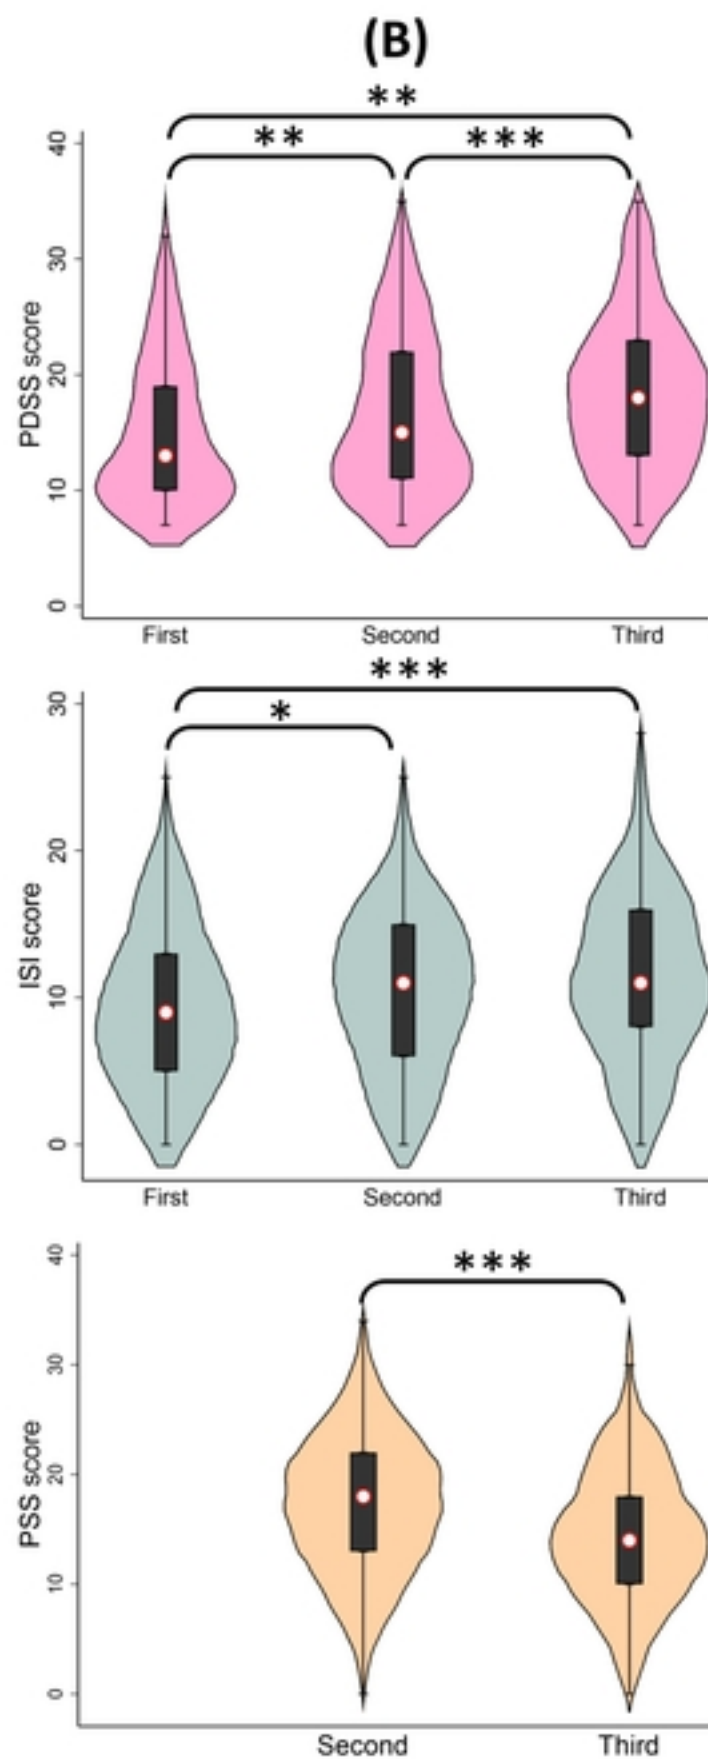 (B)
**
** ***
40
30
20
10
0
PDSS score
First Second Third
***
*
30
20
10
0
ISI score
First Second Third
***
40
30
20
10
0
PSS score
Second Third